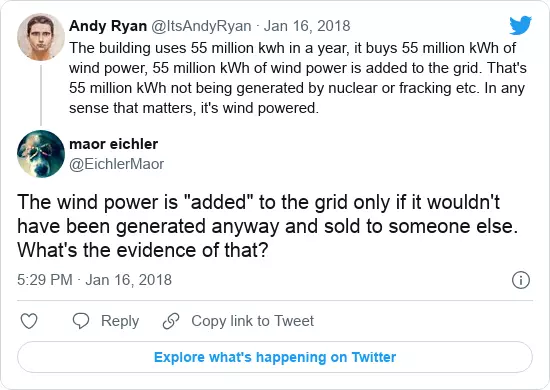 Andy Ryan @ItsAndyRyan · Jan 16, 2018
The building uses 55 million kwh in a year, it buys 55 million kWh of
wind power, 55 million kWh of wind power is added to the grid. That's
55 million kWh not being generated by nuclear or fracking etc. In any
sense that matters, it's wind powered.
maor eichler
@EichlerMaor
The wind power is "added" to the grid only if it wouldn't
have been generated anyway and sold to someone else.
What's the evidence of that?
5:29 PM · Jan 16, 2018
Reply Copy link to Tweet
Explore what's happening on Twitter